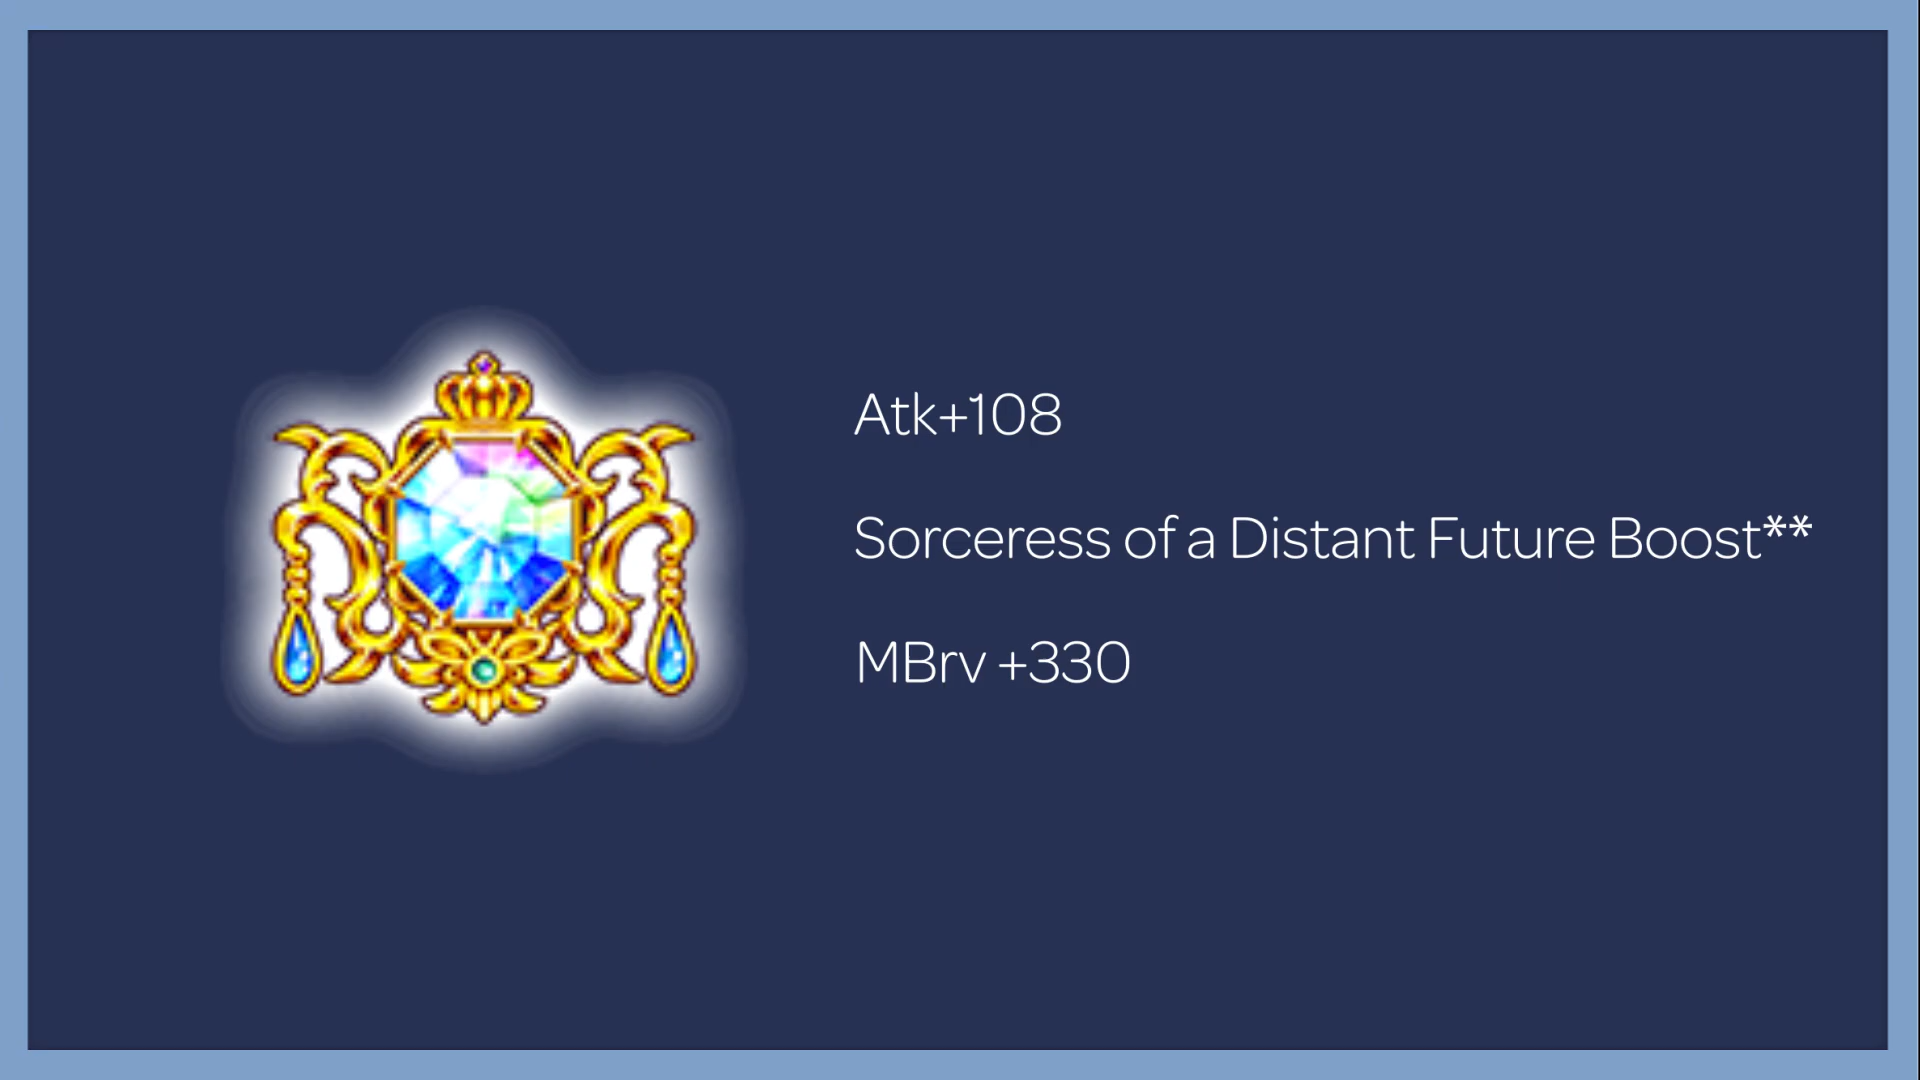 Atk+108
Sorceress of a Distant Future Boost**
MBrv +330